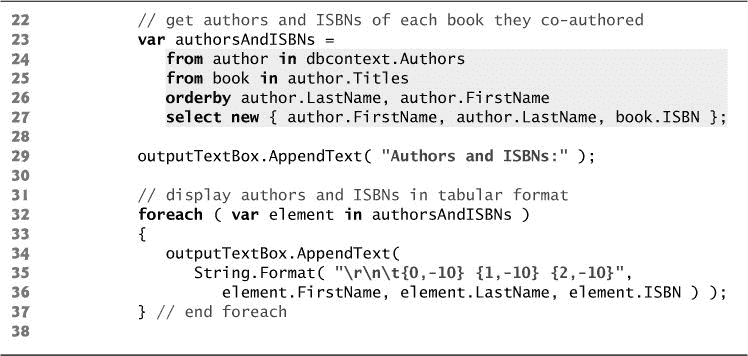 22 // get authors and ISBNs of each book they co-authored
23 var authorsAndISBNs =
24 from author in dbcontext.Authors
25 from book in author.Titles
26 orderby author.LastName, author.FirstName
27 select new { author.FirstName, author.LastName, book.ISBN };
28
29 outputTextBox.AppendText( "Authors and ISBNs:" );
30
31 // display authors and ISBNs in tabular format
32 foreach ( var element in authorsAndISBNs )
33 {
34 outputTextBox.AppendText(
35 String.Format( "\r\n\t{0,-10} {1,-10} {2,-10}",
36 element.FirstName, element.LastName, element.ISBN ) );
37 } // end foreach
38